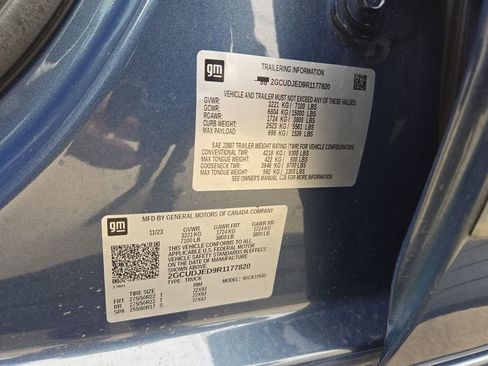 gm
TRAILERING INFORMATION
2GCUDJED9R1177820
VEHICLE AND TRAILER MUST NOT EXCEED ANY OF THESE VALUES.
GVWR: 3221 KG / 7100 LBS
GCWR: 6804 KG / 15000 LBS
RGAWR: 1724 KG / 3800 LBS
CURB WEIGHT: 2523 KG / 5561 LBS
MAX PAYLOAD: 698 KG / 1539 LBS
SAE J2807 TRAILER WEIGHT RATING (TWR) FOR VEHICLE CONFIGURATION.
CONVENTIONAL TWR: 4218 KG / 9300 LBS
MAX TONGUE WEIGHT: 422 KG / 930 LBS
GOOSENECK TWR: 3946 KG / 8700 LBS
MAX TONGUE WEIGHT: 592 KG / 1305 LBS
SEE OWNER'S MANUAL FOR MORE INFORMATION.
gm
MFD BY GENERAL MOTORS OF CANADA COMPANY
11/23 GVWR GAWR FRT GAWR RR
3221KG 1724KG 1724KG
7100LB 3800LB 3800LB
THIS VEHICLE CONFORMS TO ALL
APPLICABLE U.S. FEDERAL MOTOR
VEHICLE SAFETY STANDARDS IN EFFECT
ON THE DATE OF MANUFACTURE
SHOWN ABOVE.
2GCUDJED9R1177820
TYPE: TRUCK MODEL:
TIRE SIZE RIM
FRT 275/50R22 T 22X9J
RR 275/50R22 T 22X9J
SPA 255/80R17 S 17X8J